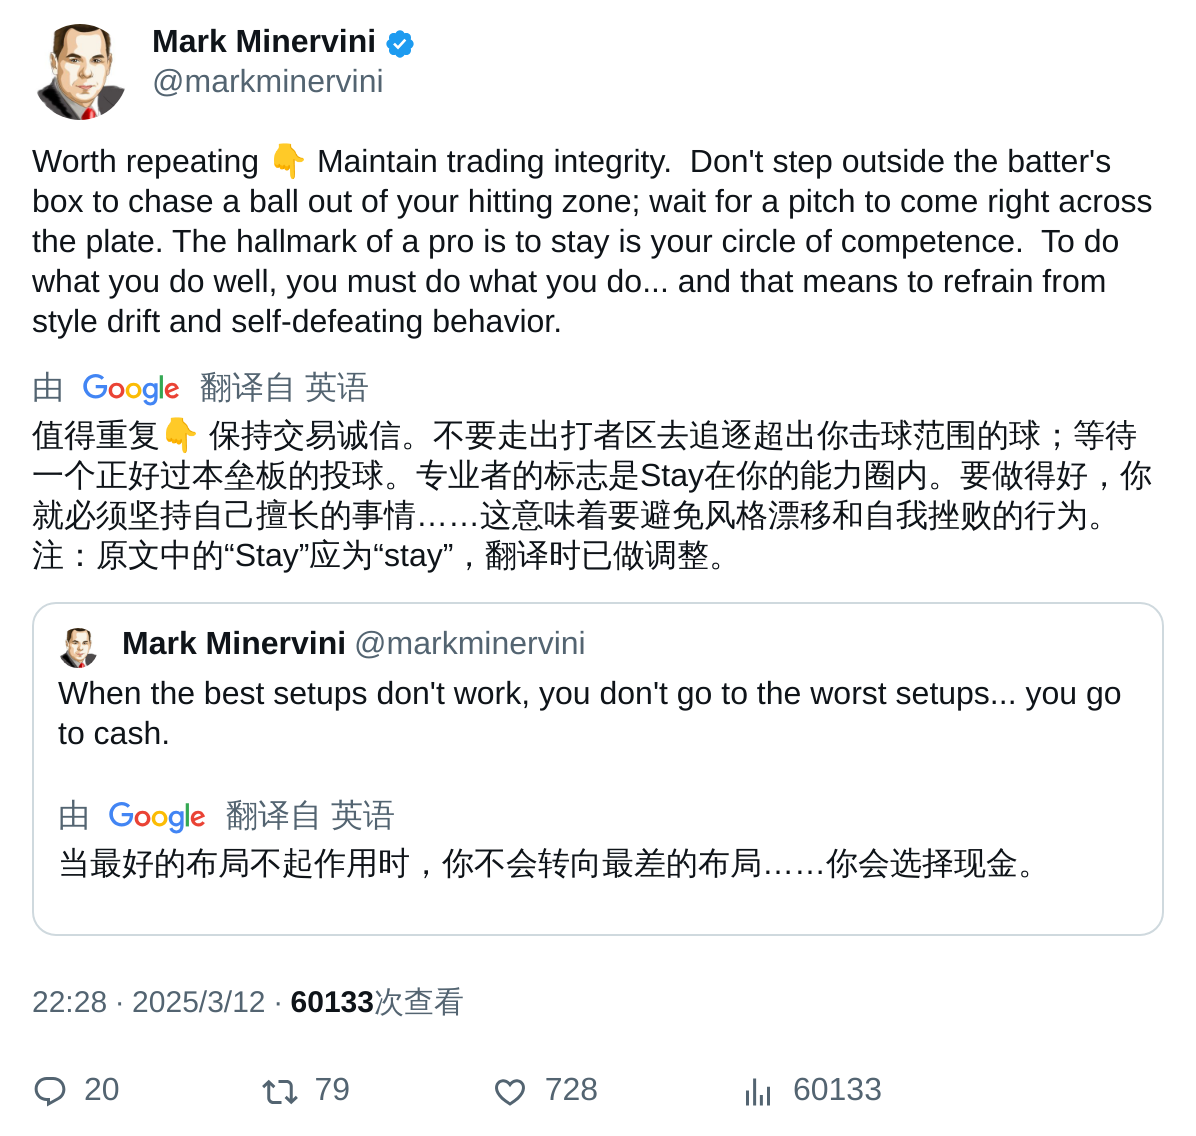 Mark Minervini
@markminervini
Worth repeating 👇 Maintain trading integrity.  Don't step outside the batter's
box to chase a ball out of your hitting zone; wait for a pitch to come right across
the plate. The hallmark of a pro is to stay is your circle of competence.  To do
what you do well, you must do what you do... and that means to refrain from
style drift and self-defeating behavior.
由 Google 翻译自 英语
值得重复👇 保持交易诚信。不要走出打者区去追逐超出你击球范围的球；等待
一个正好过本垒板的投球。专业者的标志是Stay在你的能力圈内。要做得好，你
就必须坚持自己擅长的事情……这意味着要避免风格漂移和自我挫败的行为。
注：原文中的“Stay”应为“stay”，翻译时已做调整。
Mark Minervini @markminervini
When the best setups don't work, you don't go to the worst setups... you go
to cash.
由 Google 翻译自 英语
当最好的布局不起作用时，你不会转向最差的布局……你会选择现金。
22:28 · 2025/3/12 · 60133次查看
20 79 728 60133